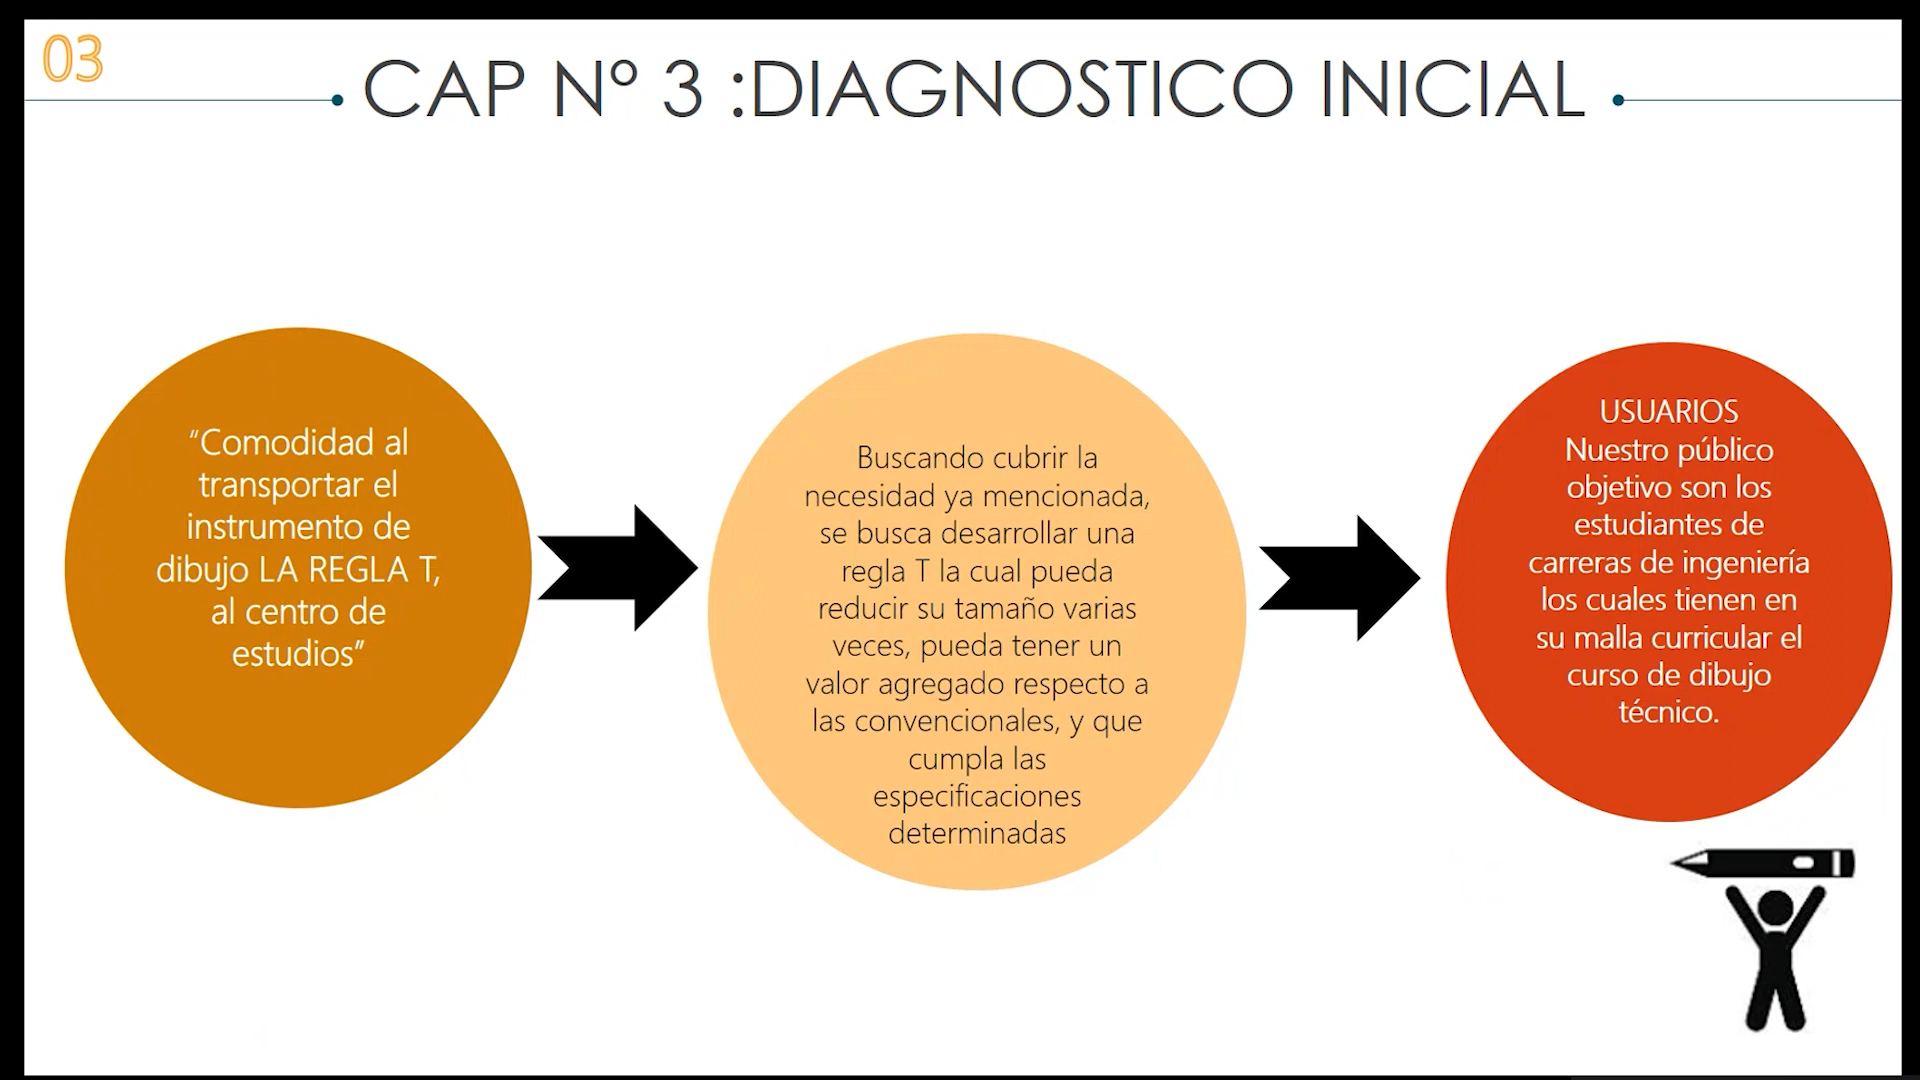 03
CAP Nº 3 :DIAGNOSTICO INICIAL
“Comodidad al
transportar el
instrumento de
dibujo LA REGLA T,
al centro de
estudios”
Buscando cubrir la
necesidad ya mencionada,
se busca desarrollar una
regla T la cual pueda
reducir su tamaño varias
veces, pueda tener un
valor agregado respecto a
las convencionales, y que
cumpla las
especificaciones
determinadas
USUARIOS
Nuestro público
objetivo son los
estudiantes de
carreras de ingeniería
los cuales tienen en
su malla curricular el
curso de dibujo
técnico.